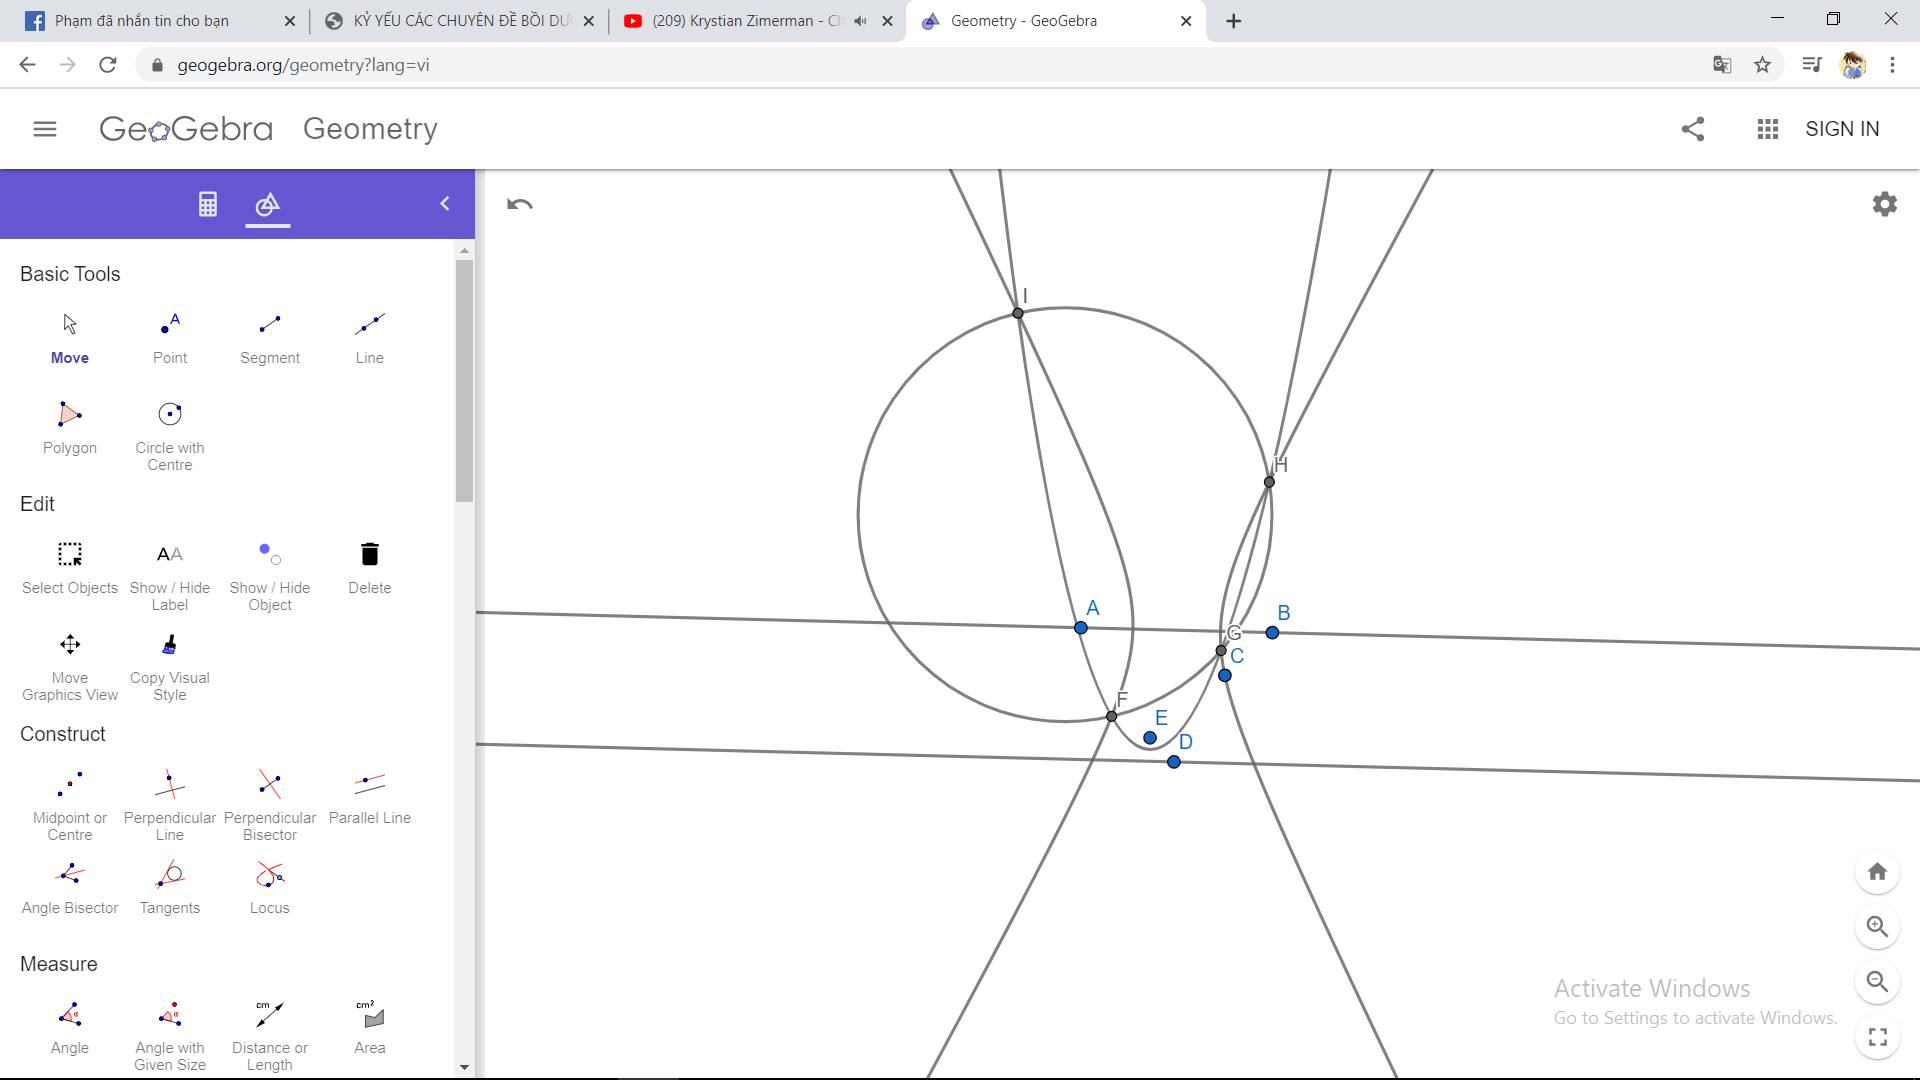 Phạm đã nhắn tin cho bạn
KỶ YẾU CÁC CHUYÊN ĐỀ BỒI DƯ
(209) Krystian Zimerman - Ch
Geometry - GeoGebra
geogebra.org/geometry?lang=vi
GeoGebra Geometry
SIGN IN
Basic Tools
A
Move Point Segment Line
Polygon Circle with Centre
Edit
AA
Select Objects Show / Hide Label Show / Hide Object Delete
Move Graphics View Copy Visual Style
Construct
Midpoint or Centre Perpendicular Line Perpendicular Bisector Parallel Line
Angle Bisector Tangents Locus
Measure
α α cm cm²
Angle Angle with Given Size Distance or Length Area
I
H
A
B
G
C
F
E
D
Activate Windows
Go to Settings to activate Windows.